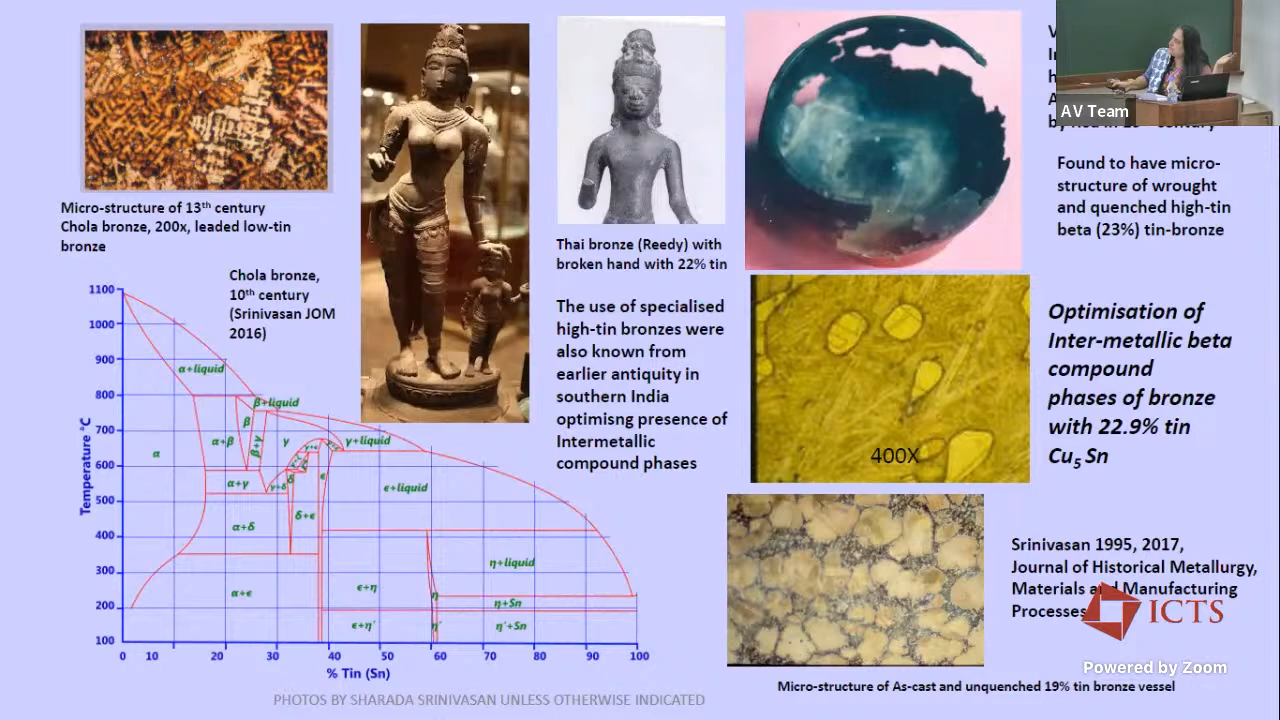 Micro-structure of 13th century
Chola bronze, 200x, leaded low-tin
bronze
Chola bronze,
10th century
(Srinivasan JOM
2016)
Thai bronze (Reedy) with
broken hand with 22% tin
The use of specialised
high-tin bronzes were
also known from
earlier antiquity in
southern India
optimisng presence of
Intermetallic
compound phases
AV Team
Found to have micro-
structure of wrought
and quenched high-tin
beta (23%) tin-bronze
400X
Optimisation of
Inter-metallic beta
compound
phases of bronze
with 22.9% tin
Cu5 Sn
Srinivasan 1995, 2017,
Journal of Historical Metallurgy,
Materials and Manufacturing
Processes
ICTS
Powered by Zoom
Micro-structure of As-cast and unquenched 19% tin bronze vessel
Temperature °C
1100
1000
900
800
700
600
500
400
300
200
100
α+liquid
β+liquid
β
α+β
β+γ
γ
γ+liquid
α
α+γ
γ+δ
δ
ϵ
ϵ+liquid
α+δ
δ+ϵ
η+liquid
α+ϵ
ϵ+η
η
η+Sn
ϵ+η′
η′
η′+Sn
0 10 20 30 40 50 60 70 80 90 100
% Tin (Sn)
PHOTOS BY SHARADA SRINIVASAN UNLESS OTHERWISE INDICATED